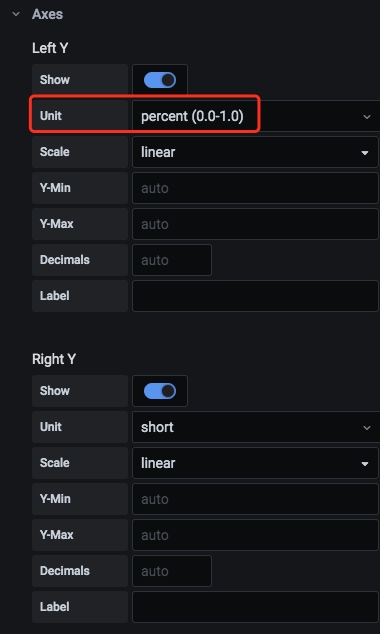 Axes
Left Y
Show
Unit percent (0.0-1.0)
Scale linear
Y-Min auto
Y-Max auto
Decimals auto
Label
Right Y
Show
Unit short
Scale linear
Y-Min auto
Y-Max auto
Decimals auto
Label